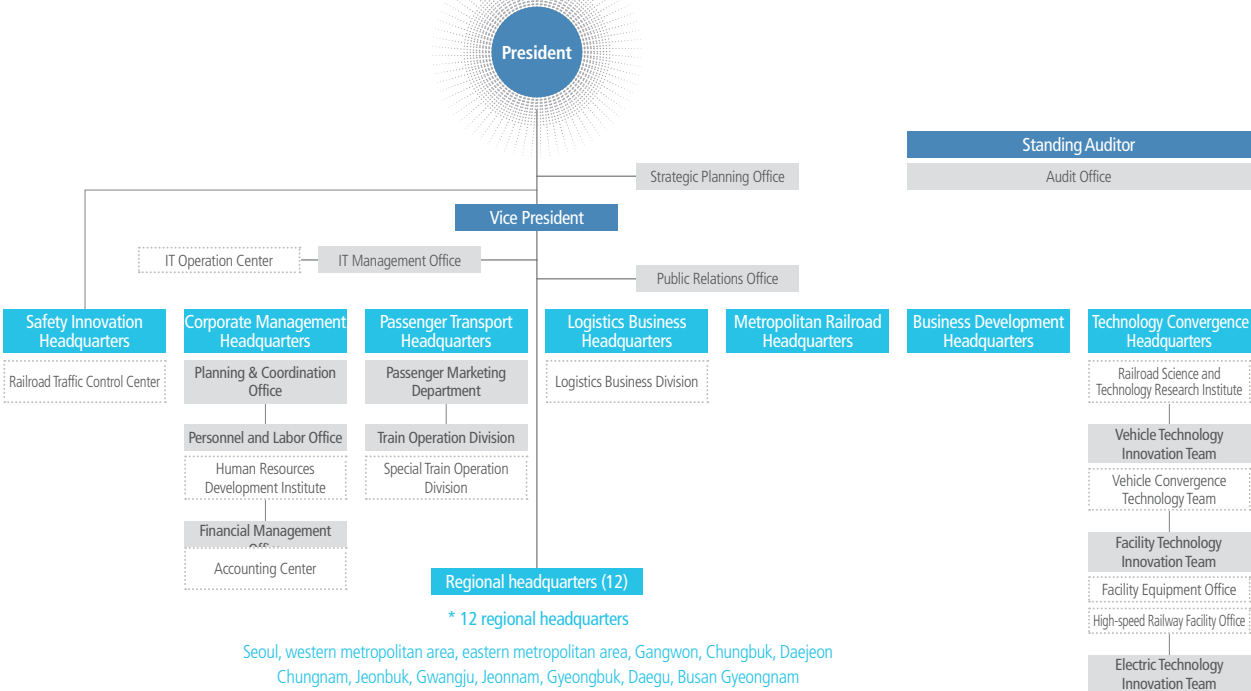 President
Standing Auditor
Audit Office
Strategic Planning Office
Vice President
IT Operation Center
IT Management Office
Public Relations Office
Safety Innovation
Headquarters
Railroad Traffic Control Center
Corporate Management
Headquarters
Planning & Coordination
Office
Personnel and Labor Office
Human Resources
Development Institute
Financial Management
Accounting Center
Passenger Transport
Headquarters
Passenger Marketing
Department
Train Operation Division
Special Train Operation
Division
Logistics Business
Headquarters
Logistics Business Division
Metropolitan Railroad
Headquarters
Business Development
Headquarters
Technology Convergence
Headquarters
Railroad Science and
Technology Research Institute
Vehicle Technology
Innovation Team
Vehicle Convergence
Technology Team
Facility Technology
Innovation Team
Facility Equipment Office
High-speed Railway Facility Office
Electric Technology
Innovation Team
Regional headquarters (12)
* 12 regional headquarters
Seoul, western metropolitan area, eastern metropolitan area, Gangwon, Chungbuk, Daejeon
Chungnam, Jeonbuk, Gwangju, Jeonnam, Gyeongbuk, Daegu, Busan Gyeongnam